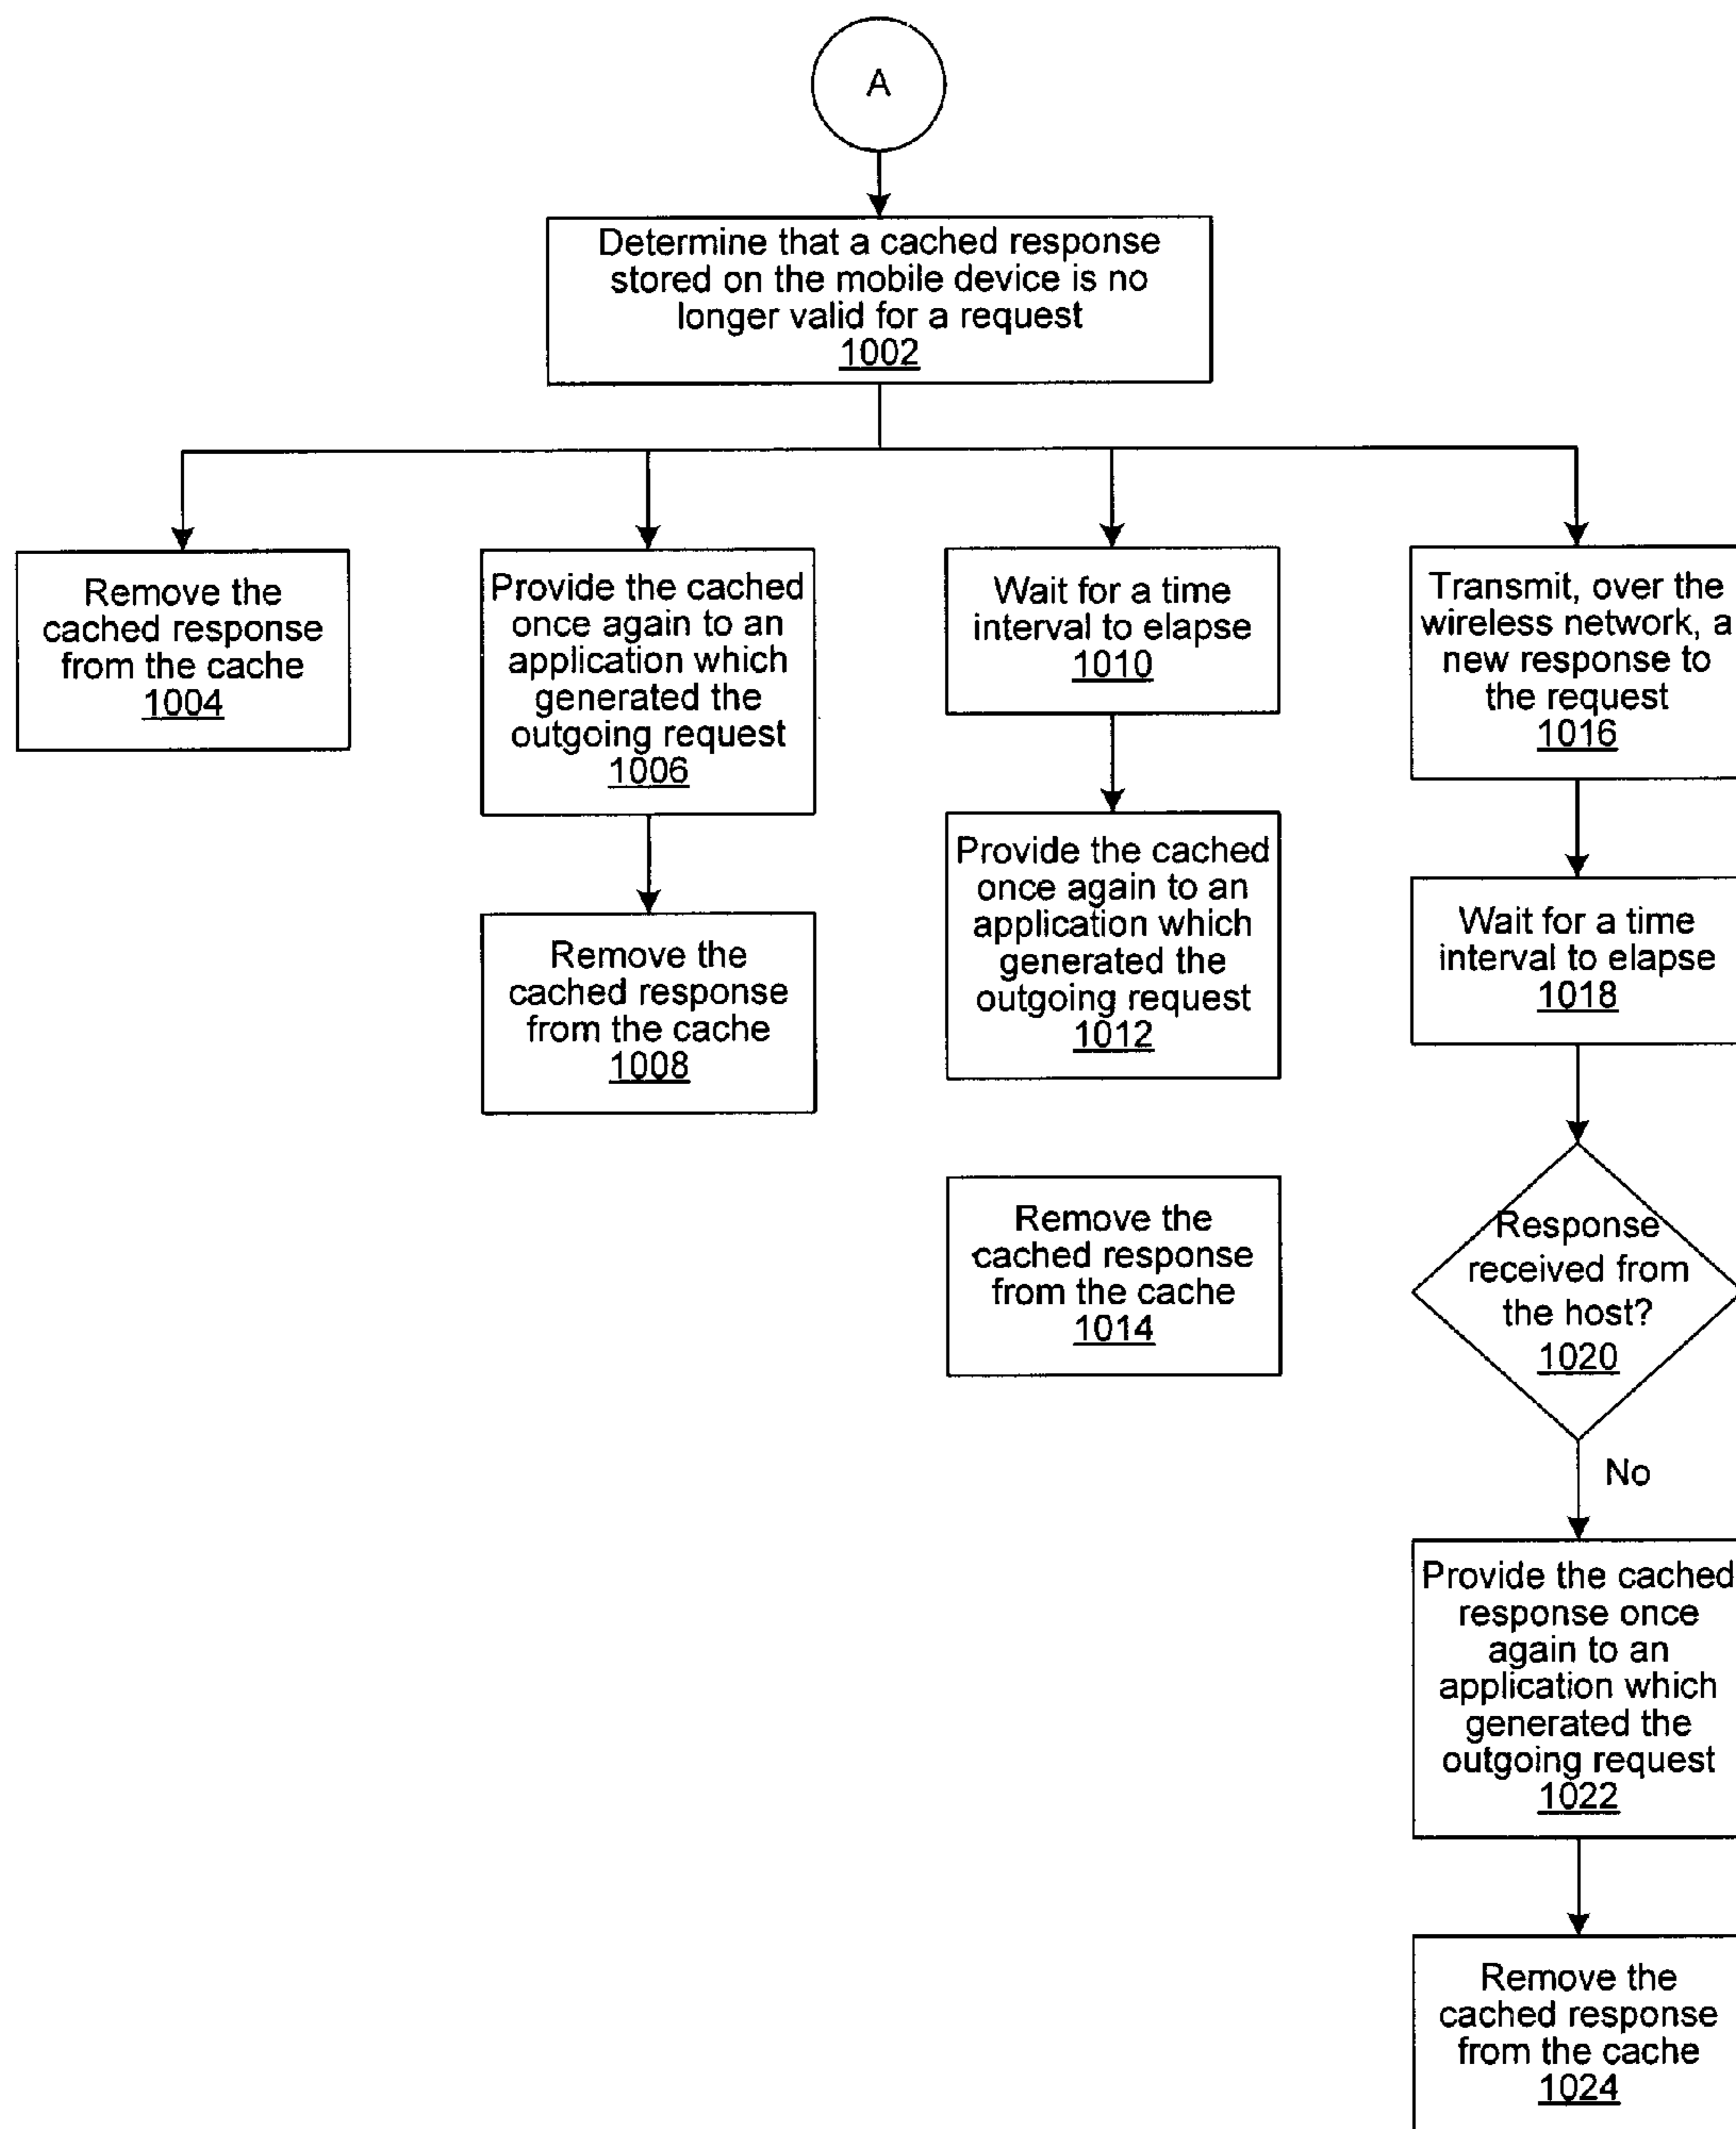 A
Determine that a cached response
stored on the mobile device is no
longer valid for a request
1002
Remove the
cached response
from the cache
1004
Provide the cached
once again to an
application which
generated the
outgoing request
1006
Remove the
cached response
from the cache
1008
Wait for a time
interval to elapse
1010
Provide the cached
once again to an
application which
generated the
outgoing request
1012
Remove the
cached response
from the cache
1014
Transmit, over the
wireless network, a
new response to
the request
1016
Wait for a time
interval to elapse
1018
Response
received from
the host?
1020
No
Provide the cached
response once
again to an
application which
generated the
outgoing request
1022
Remove the
cached response
from the cache
1024